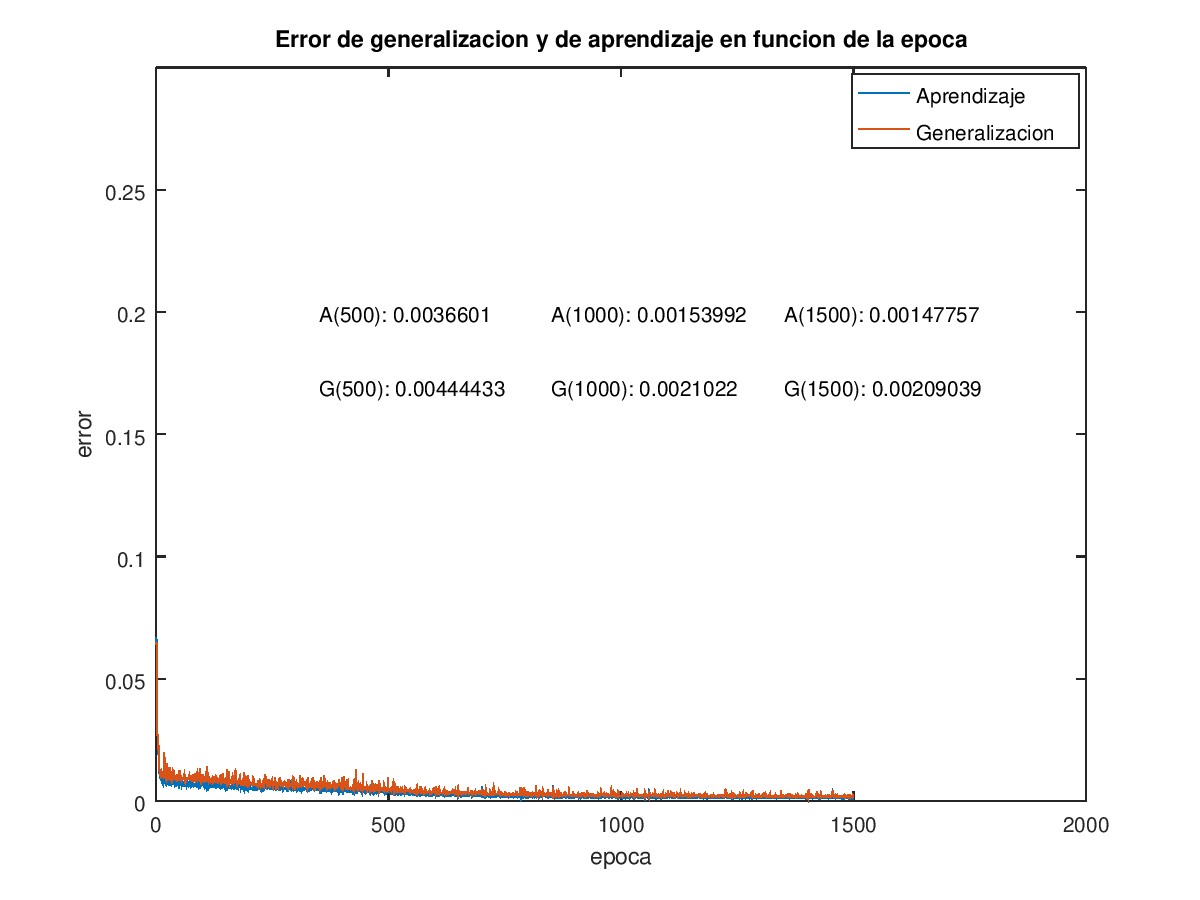 Error de generalizacion y de aprendizaje en funcion de la epoca
Aprendizaje
Generalizacion
0.25
0.2
0.15
0.1
0.05
0
A(500): 0.0036601 A(1000): 0.00153992 A(1500): 0.00147757
G(500): 0.00444433 G(1000): 0.0021022 G(1500): 0.00209039
error
0 500 1000 1500 2000
epoca